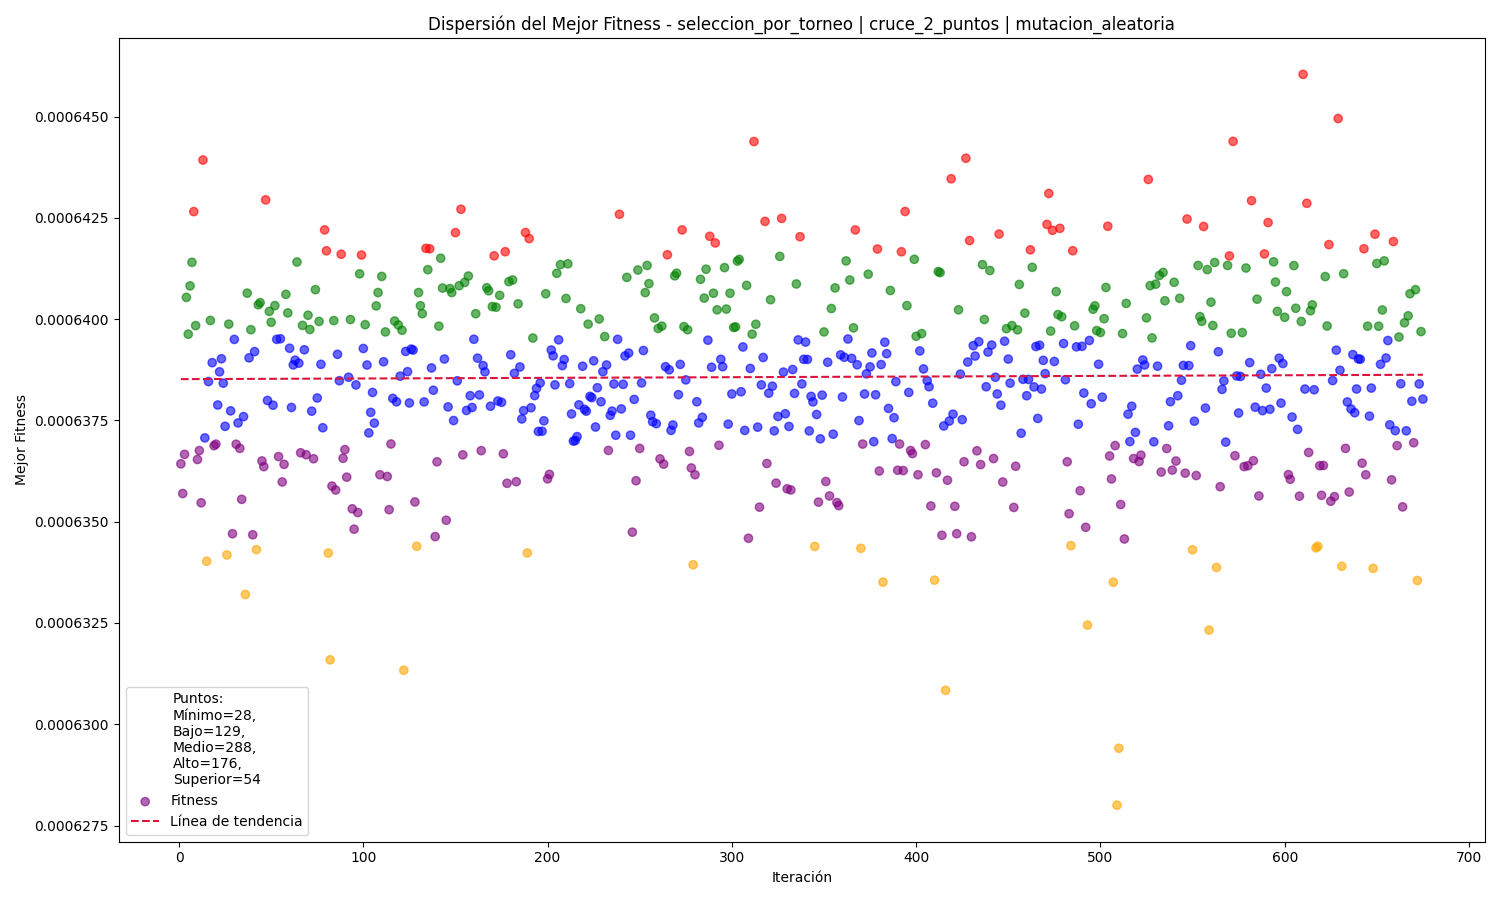 Dispersión del Mejor Fitness - seleccion_por_torneo | cruce_2_puntos | mutacion_aleatoria
Mejor Fitness
0.0006450
0.0006425
0.0006400
0.0006375
0.0006350
0.0006325
0.0006300
0.0006275
Puntos:
Mínimo=28,
Bajo=129,
Medio=288,
Alto=176,
Superior=54
Fitness
Línea de tendencia
0 100 200 300 400 500 600 700
Iteración